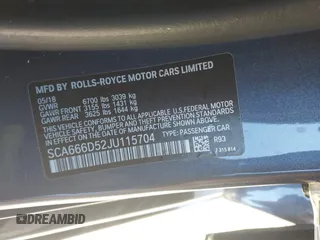 MFD BY ROLLS-ROYCE MOTOR CARS LIMITED
05/18
GVWR 6700 lbs 3039 kg
GAWR FRONT 3155 lbs 1431 kg
GAWR REAR 3625 lbs 1644 kg
THIS VEHICLE CONFORMS TO ALL APPLICABLE U.S. FEDERAL MOTOR
VEHICLE SAFETY, BUMPER, AND THEFT PREVENTION STANDARDS
IN EFFECT ON THE DATE OF MANUFACTURE SHOWN ABOVE.
SCA666D52JU115704
TYPE: PASSENGER CAR
R93
DREAMBID